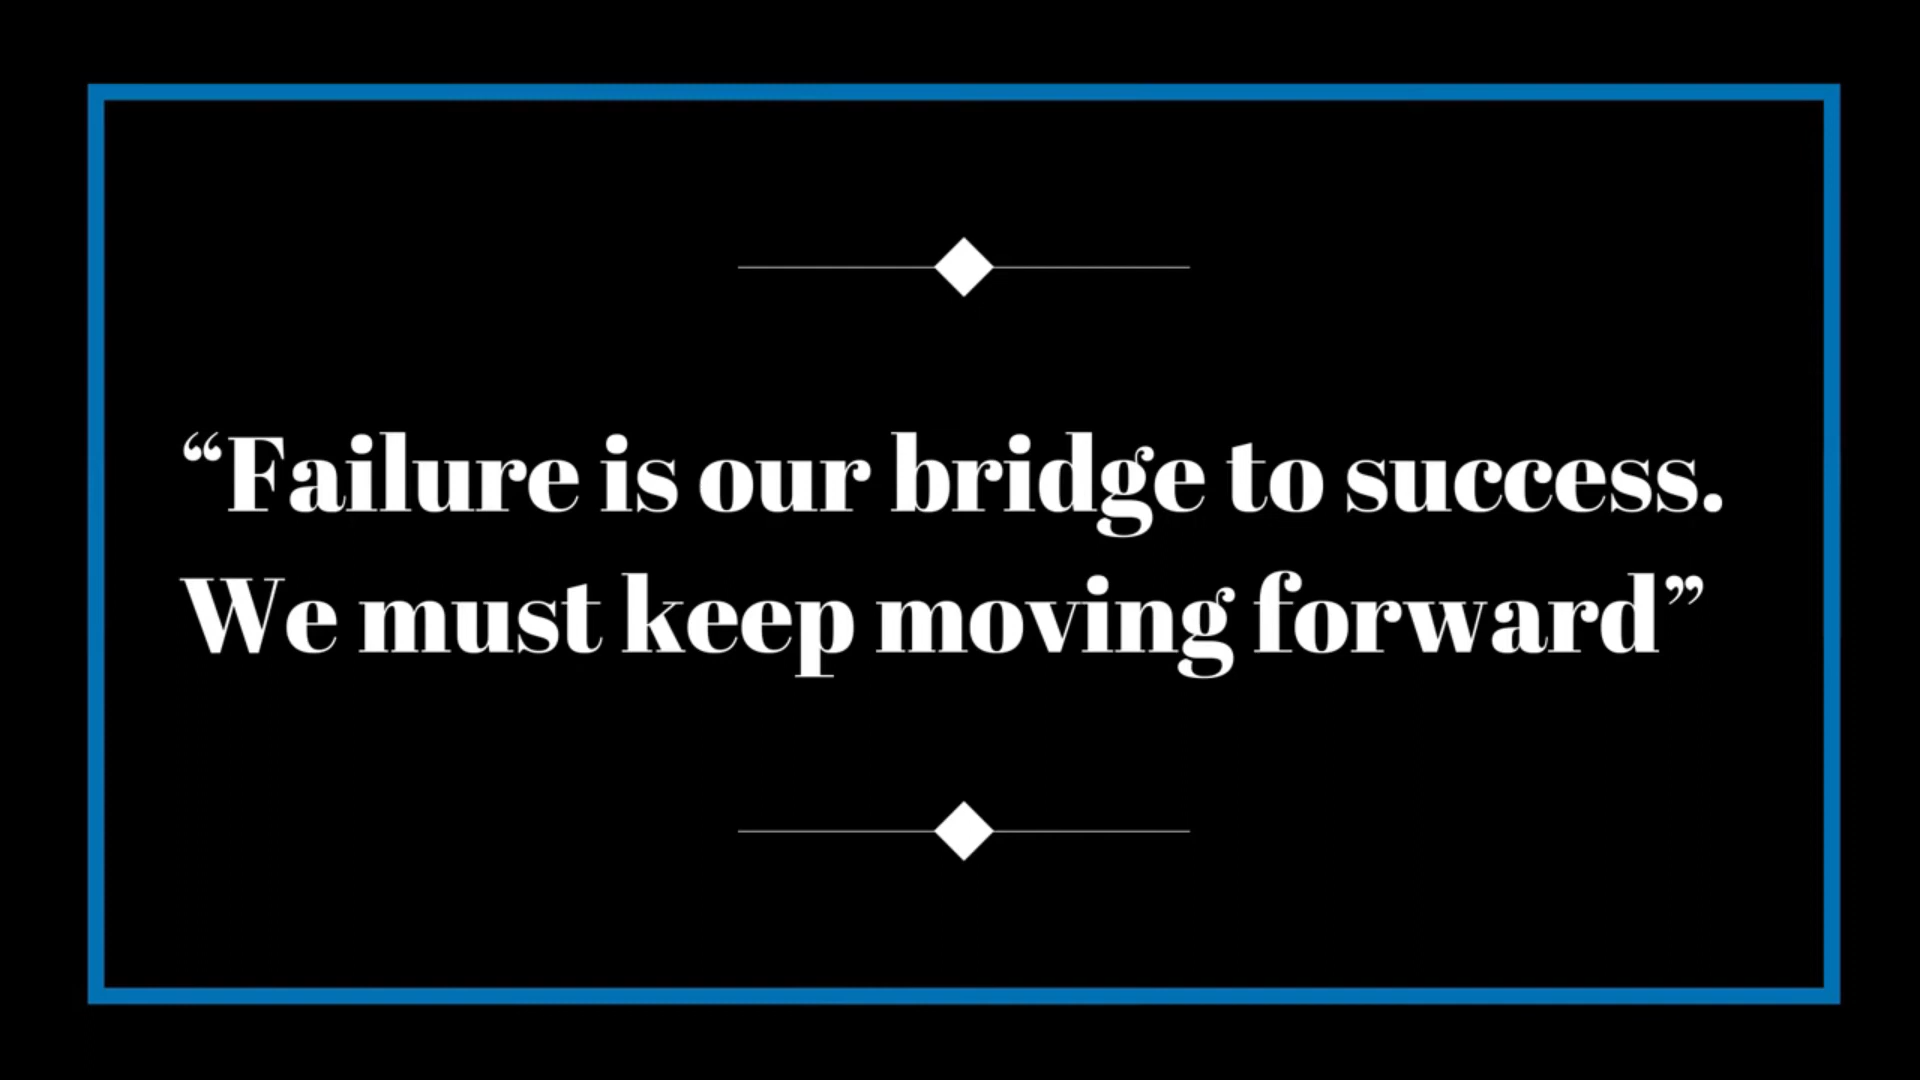 “Failure is our bridge to success.
We must keep moving forward”